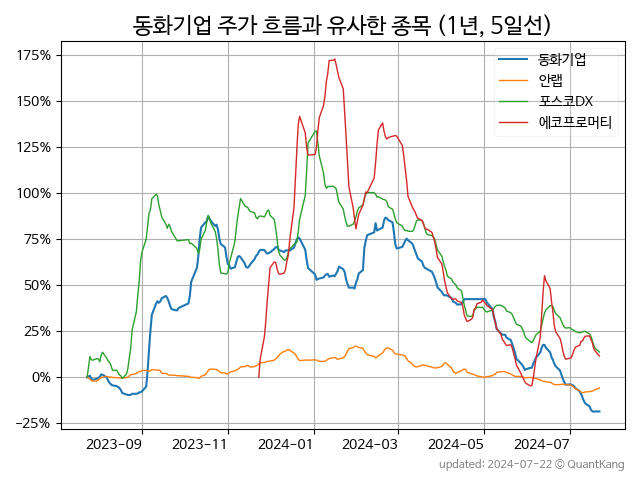 동화기업 주가 흐름과 유사한 종목 (1년, 5일선)
동화기업
안랩
포스코DX
에코프로머티
175%
150%
125%
100%
75%
50%
25%
0%
−25%
2023-09
2023-11
2024-01
2024-03
2024-05
2024-07
updated: 2024-07-22 © QuantKang